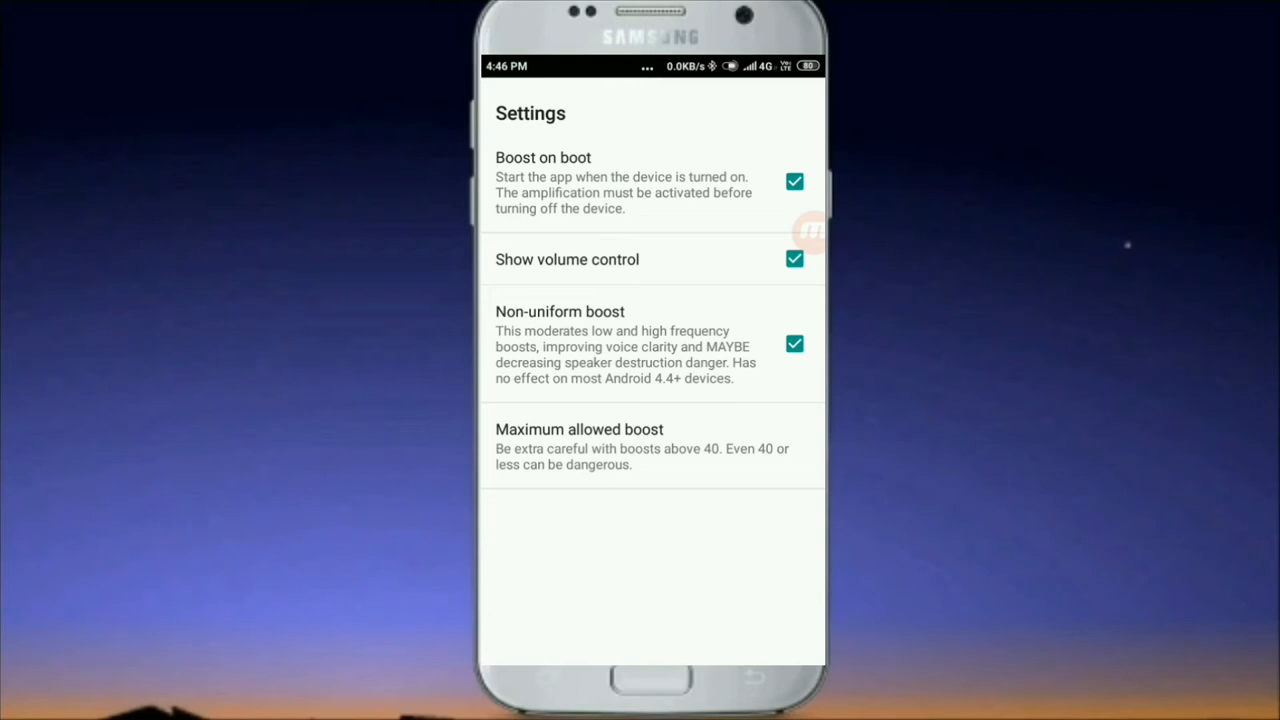 SAMSUNG
4:46 PM ... 0.0KB/s 4G Vo) LTE 80
Settings
Boost on boot
Start the app when the device is turned on.
The amplification must be activated before
turning off the device.
Show volume control
Non-uniform boost
This moderates low and high frequency
boosts, improving voice clarity and MAYBE
decreasing speaker destruction danger. Has
no effect on most Android 4.4+ devices.
Maximum allowed boost
Be extra careful with boosts above 40. Even 40 or
less can be dangerous.